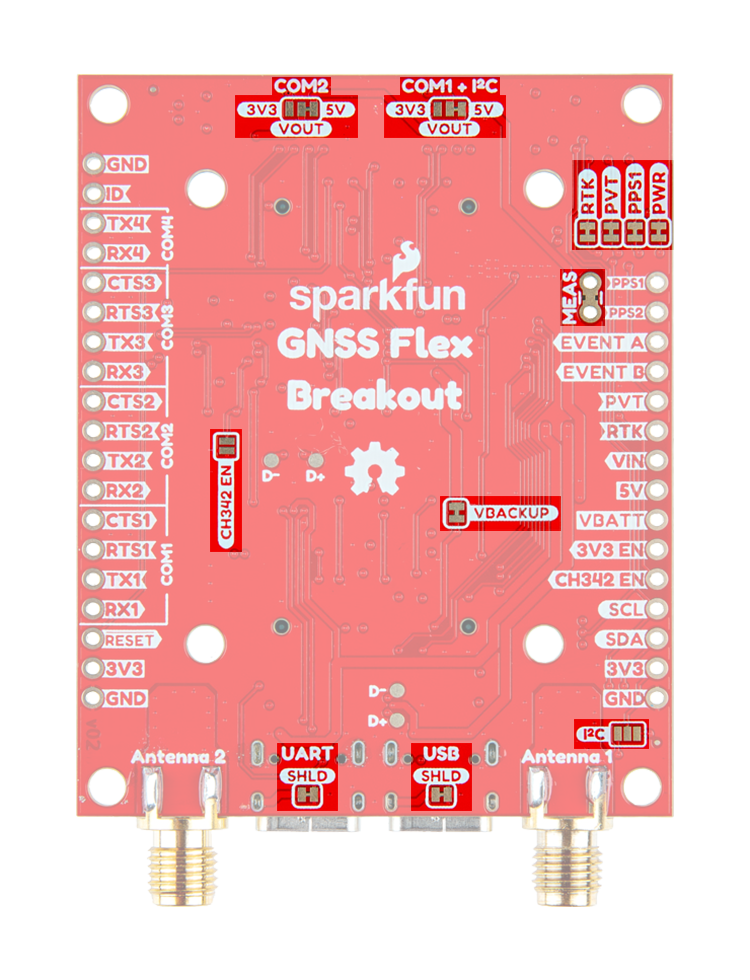 COM2
3V3 5V
VOUT
COM1 + I²C
3V3 5V
VOUT
RTK
PVT
PPS1
PWR
MEAS
GND
ID
TX4
RX4
COM4
CTS3
RTS3
TX3
RX3
COM3
CTS2
RTS2
TX2
RX2
COM2
CTS1
RTS1
TX1
RX1
COM1
RESET
3V3
GND
v02
sparkfun
GNSS Flex
Breakout
CH342 EN
D-
D+
VBACKUP
PPS1
PPS2
EVENT A
EVENT B
PVT
RTK
VIN
5V
VBATT
3V3 EN
CH342 EN
SCL
SDA
3V3
GND
I²C
D-
D+
Antenna 2
UART
SHLD
USB
SHLD
Antenna 1